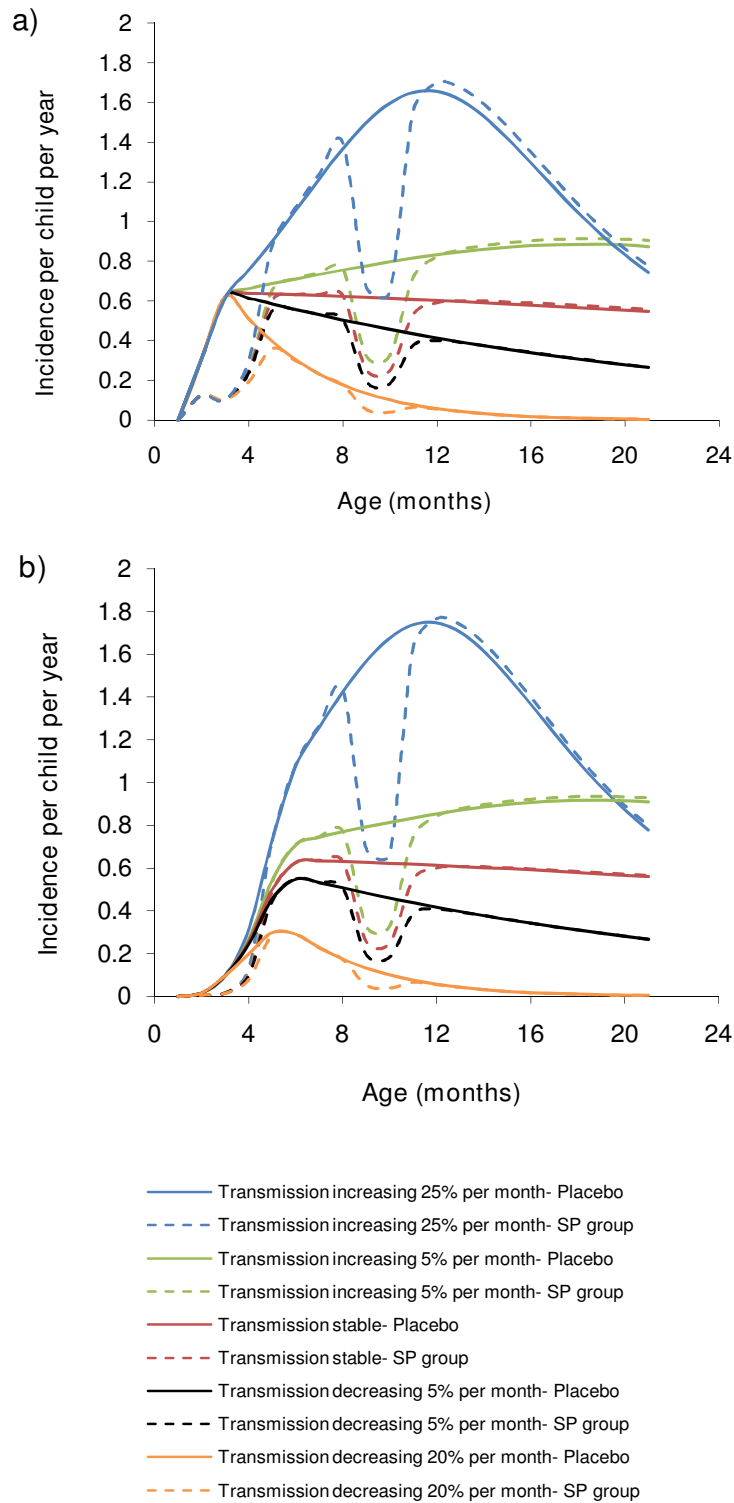 a)
Incidence per child per year
2
1.8
1.6
1.4
1.2
1
0.8
0.6
0.4
0.2
0
0 4 8 12 16 20 24
Age (months)
b)
Incidence per child per year
2
1.8
1.6
1.4
1.2
1
0.8
0.6
0.4
0.2
0
0 4 8 12 16 20 24
Age (months)
Transmission increasing 25% per month- Placebo
Transmission increasing 25% per month- SP group
Transmission increasing 5% per month- Placebo
Transmission increasing 5% per month- SP group
Transmission stable- Placebo
Transmission stable- SP group
Transmission decreasing 5% per month- Placebo
Transmission decreasing 5% per month- SP group
Transmission decreasing 20% per month- Placebo
Transmission decreasing 20% per month- SP group